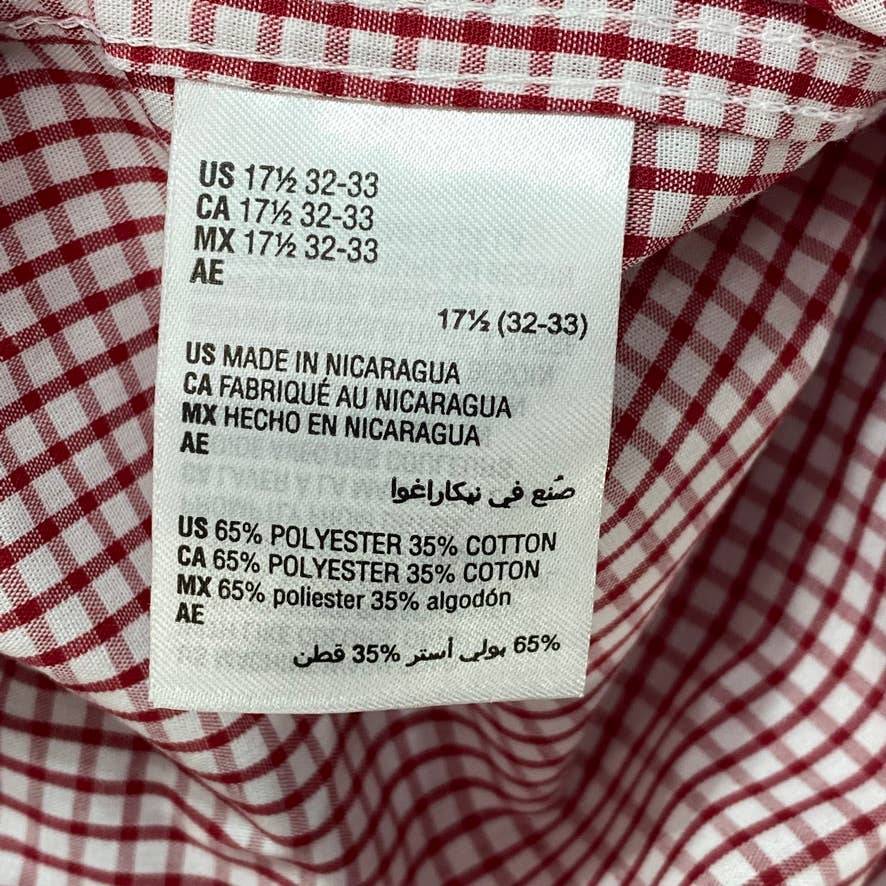 US 17½ 32-33
CA 17½ 32-33
MX 17½ 32-33
AE
17½ (32-33)
US MADE IN NICARAGUA
CA FABRIQUÉ AU NICARAGUA
MX HECHO EN NICARAGUA
AE
صُنع في نيكاراغوا
US 65% POLYESTER 35% COTTON
CA 65% POLYESTER 35% COTON
MX 65% poliester 35% algodón
AE
65% بولي أستر 35% قطن